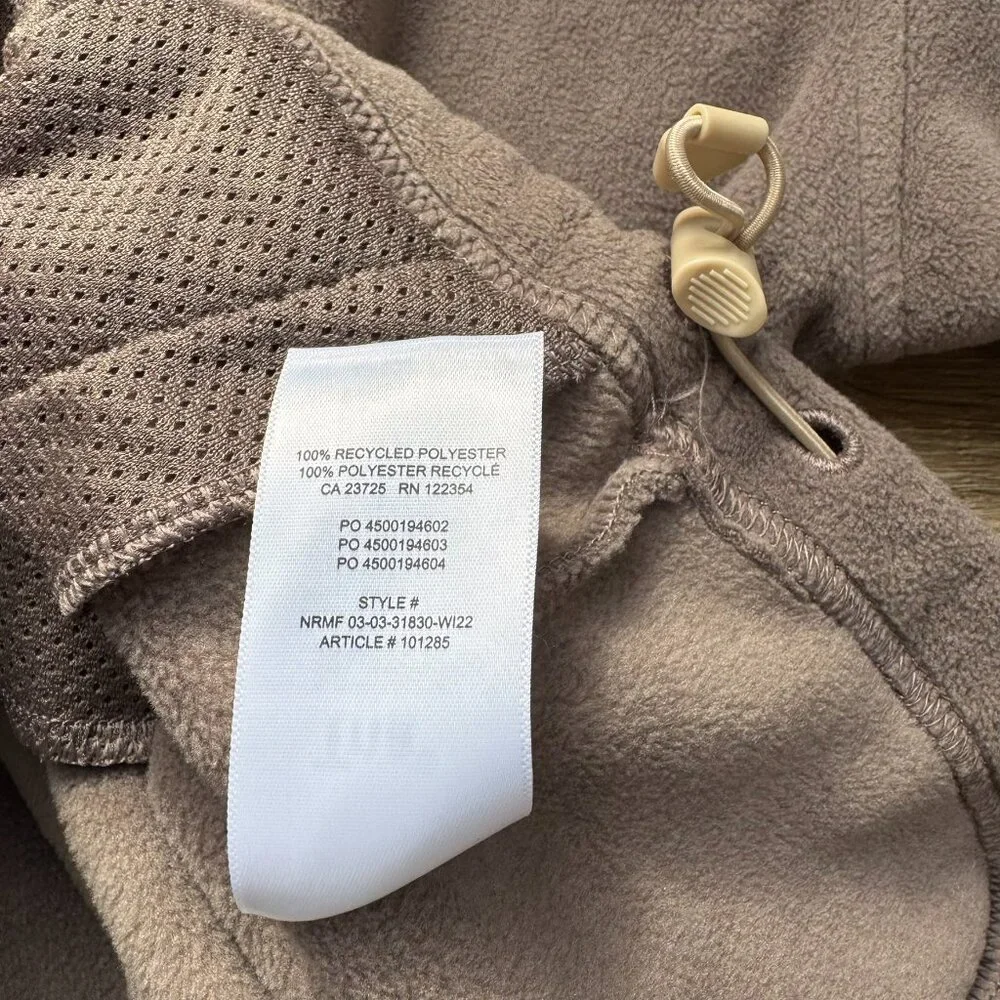 100% RECYCLED POLYESTER
100% POLYESTER RECYCLÉ
CA 23725 RN 122354
PO 4500194602
PO 4500194603
PO 4500194604
STYLE #
NRMF 03-03-31830-WI22
ARTICLE # 101285